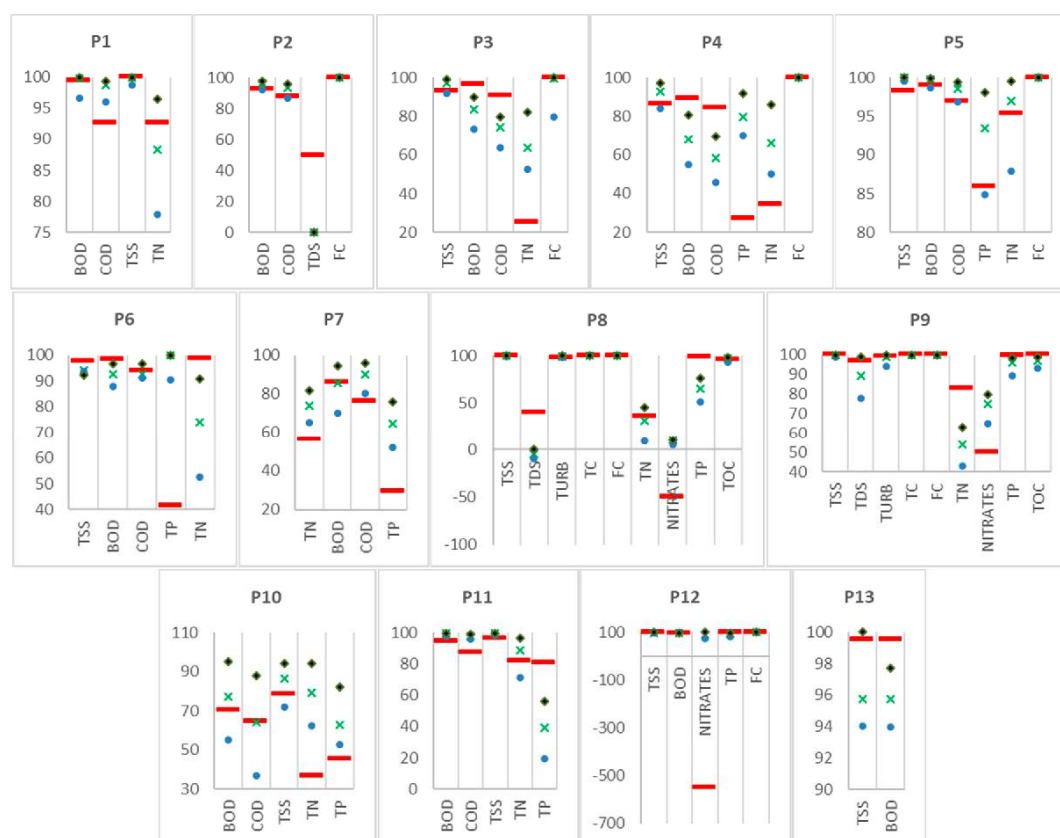 P1
100
95
90
85
80
75
BOD
COD
TSS
TN
P2
100
80
60
40
20
0
BOD
COD
TDS
FC
P3
100
80
60
40
20
TSS
BOD
COD
TN
FC
P4
100
80
60
40
20
TSS
BOD
COD
TP
TN
FC
P5
100
95
90
85
80
TSS
BOD
COD
TP
TN
FC
P6
100
90
80
70
60
50
40
TSS
BOD
COD
TP
TN
P7
100
80
60
40
20
TN
BOD
COD
TP
P8
100
50
0
-50
-100
TSS
TDS
TURB
TC
FC
TN
NITRATES
TP
TOC
P9
100
90
80
70
60
50
40
TSS
TDS
TURB
TC
FC
TN
NITRATES
TP
TOC
P10
110
90
70
50
30
BOD
COD
TSS
TN
TP
P11
100
80
60
40
20
0
BOD
COD
TSS
TN
TP
P12
100
-100
-300
-500
-700
TSS
BOD
NITRATES
TP
FC
P13
100
98
96
94
92
90
TSS
BOD